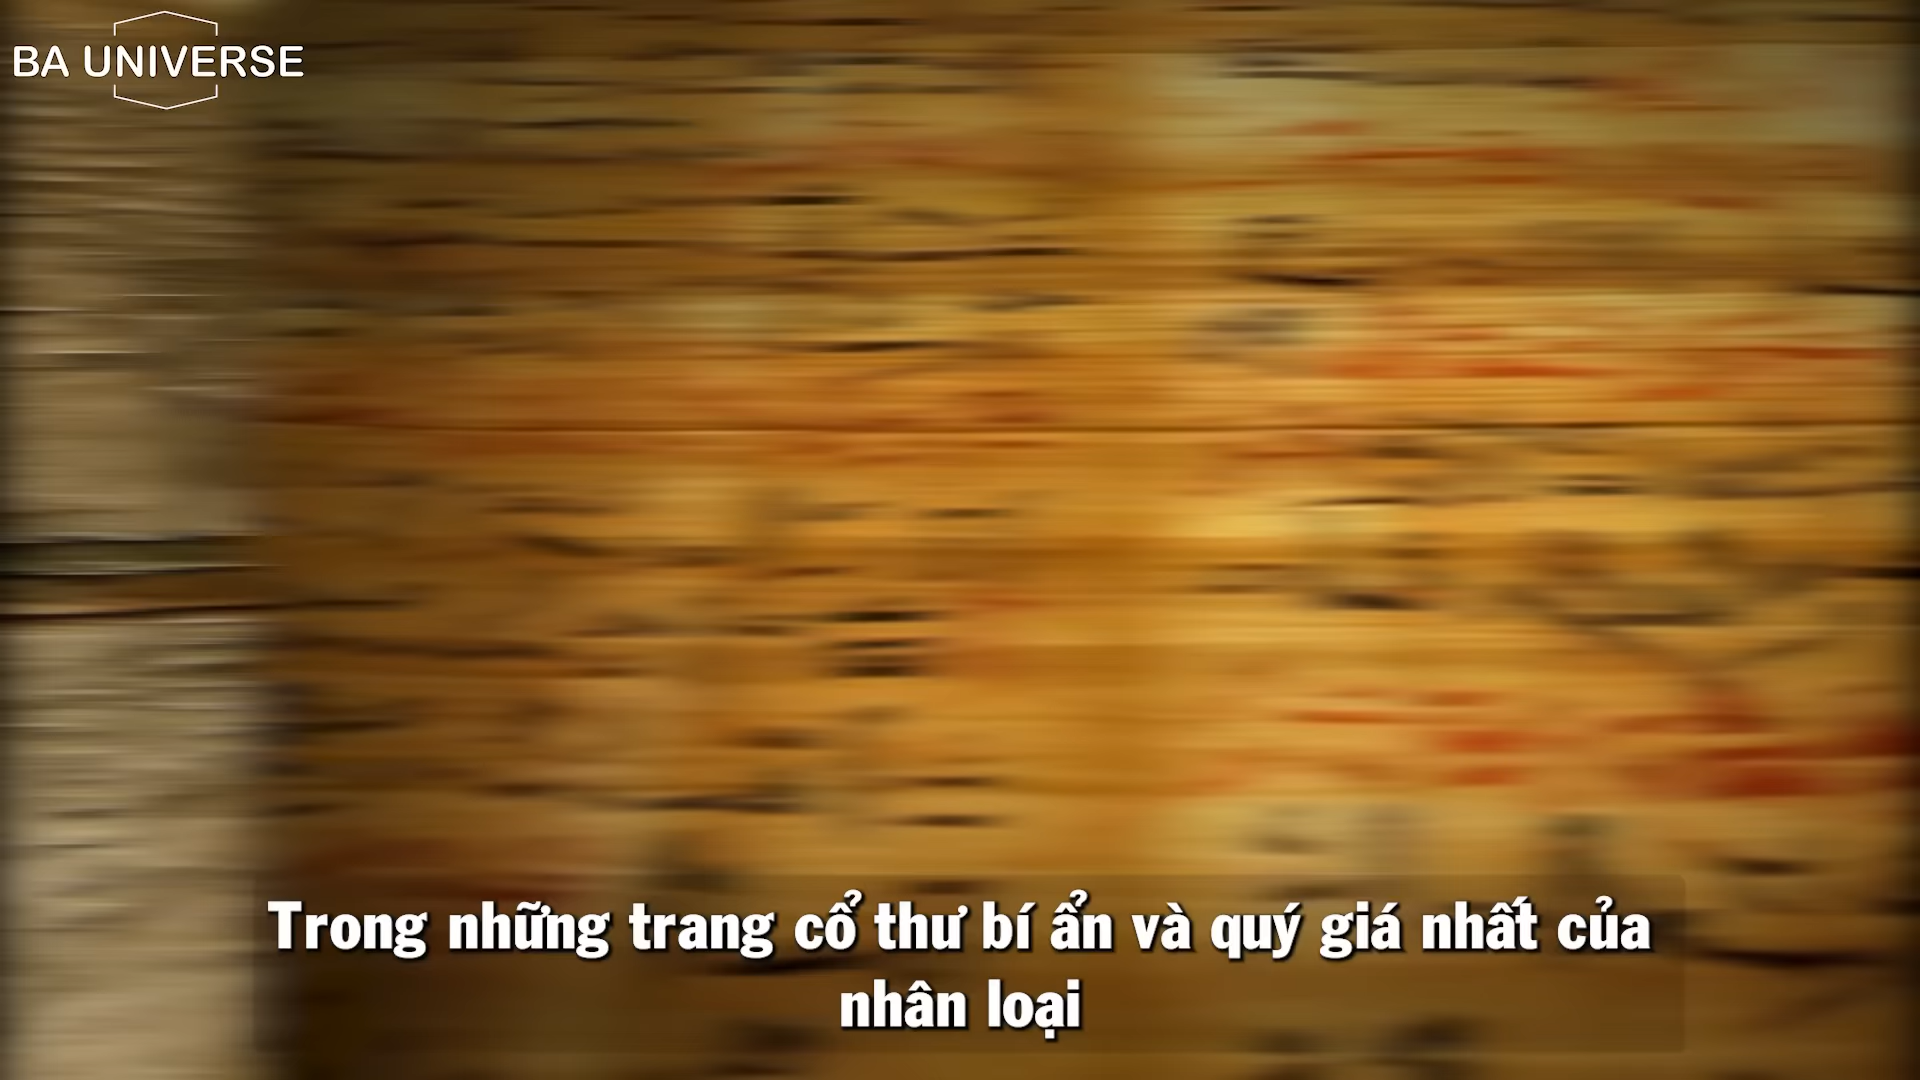 BA UNIVERSE
Trong những trang cổ thư bí ẩn và quý giá nhất của
nhân loại